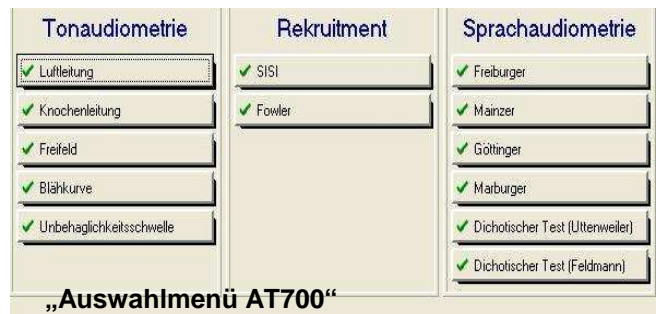 Tonaudiometrie
Luftleitung
Knochenleitung
Freifeld
Blähkurve
Unbehaglichkeitsschwelle
Rekruitment
SISI
Fowler
Sprachaudiometrie
Freiburger
Mainzer
Göttinger
Marburger
Dichotischer Test (Uttenweiler)
Dichotischer Test (Feldmann)
„Auswahlmenü AT700“